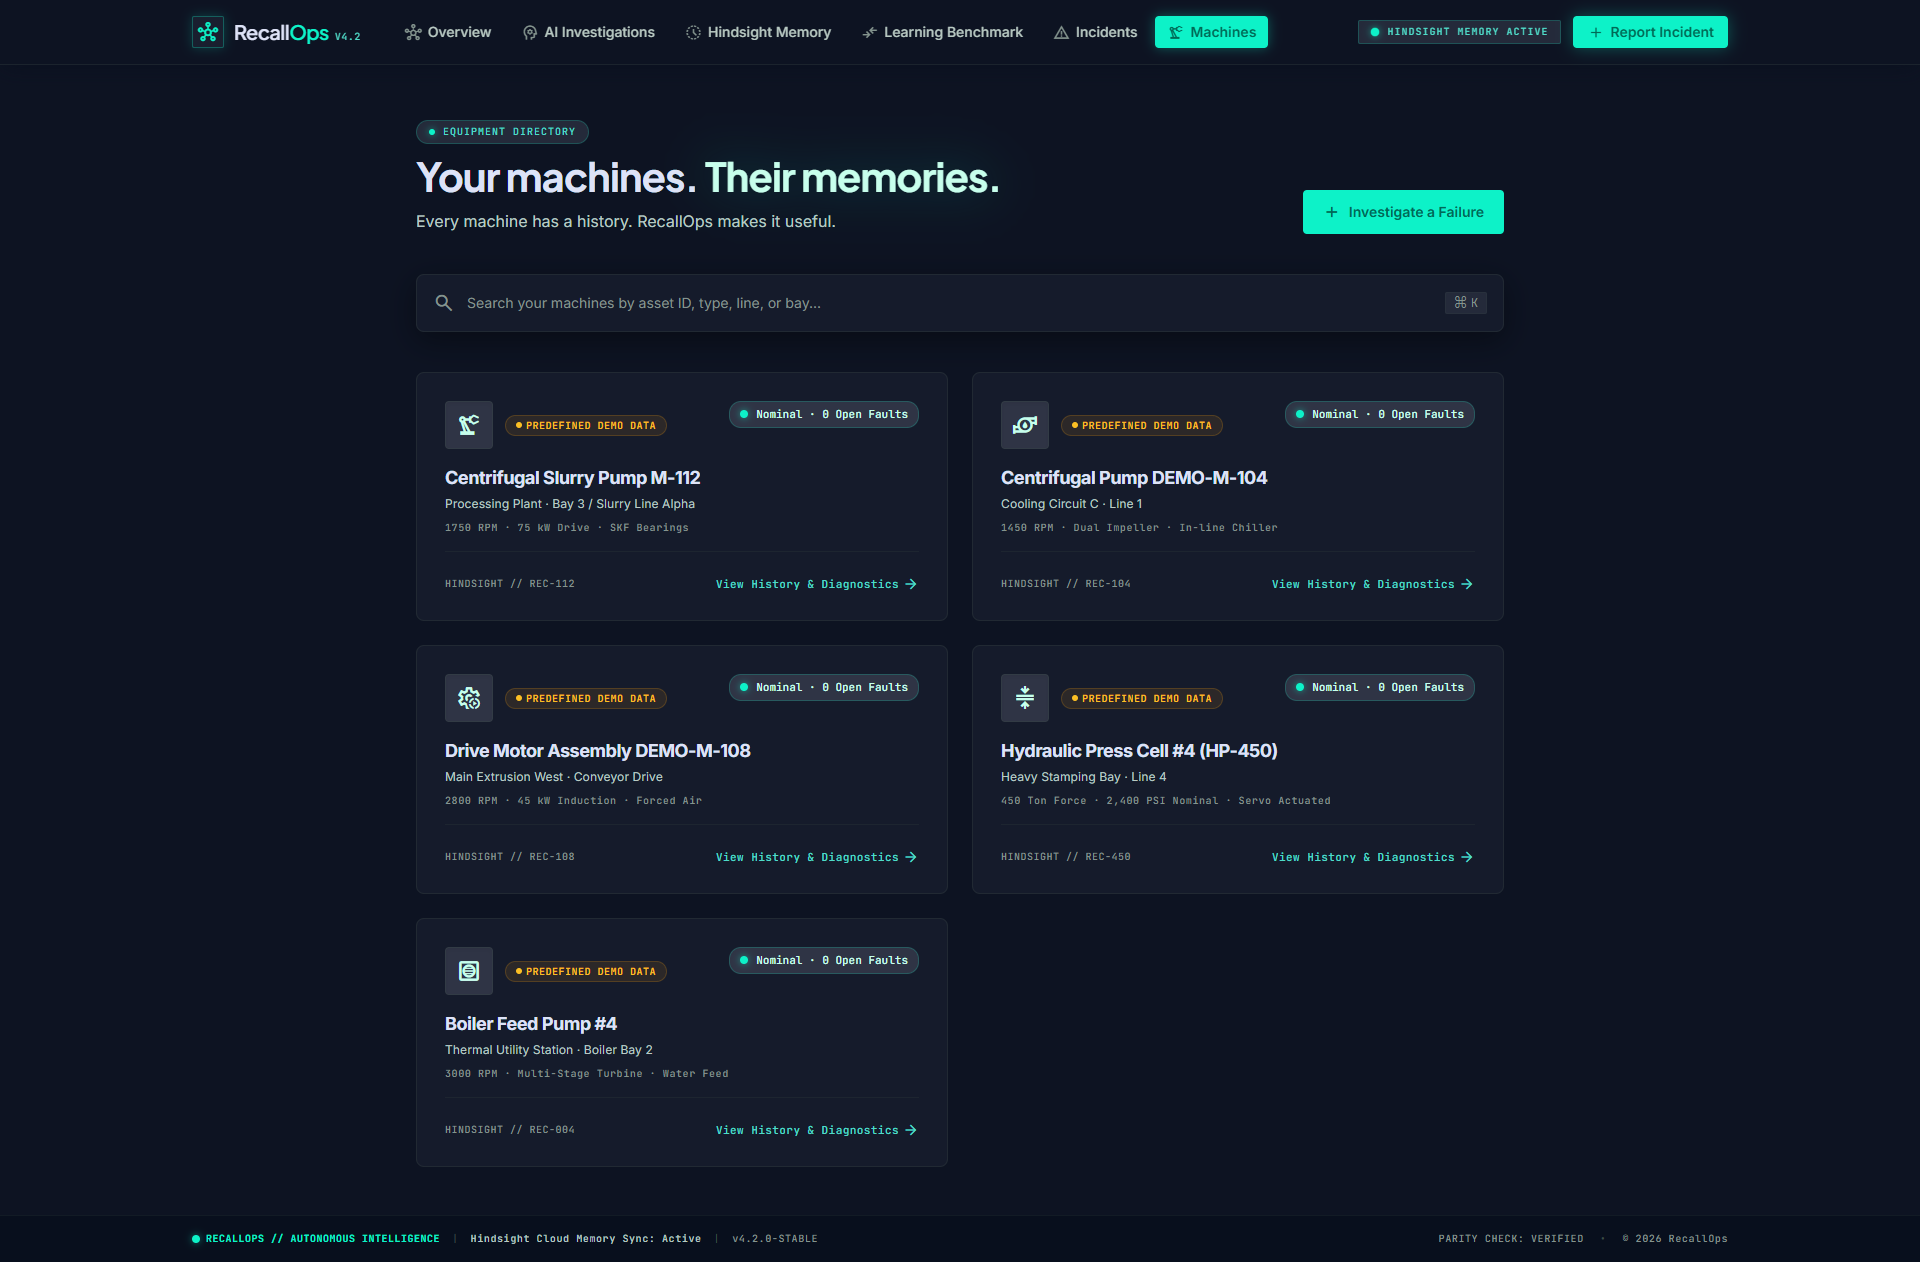 RecallOps V4.2
Overview
AI Investigations
Hindsight Memory
Learning Benchmark
Incidents
Machines
HINDSIGHT MEMORY ACTIVE
+ Report Incident
EQUIPMENT DIRECTORY
Your machines. Their memories.
Every machine has a history. RecallOps makes it useful.
+ Investigate a Failure
Search your machines by asset ID, type, line, or bay...
⌘ K
PREDEFINED DEMO DATA
Nominal · 0 Open Faults
Centrifugal Slurry Pump M-112
Processing Plant · Bay 3 / Slurry Line Alpha
1750 RPM · 75 kW Drive · SKF Bearings
HINDSIGHT // REC-112
View History & Diagnostics →
PREDEFINED DEMO DATA
Nominal · 0 Open Faults
Centrifugal Pump DEMO-M-104
Cooling Circuit C · Line 1
1450 RPM · Dual Impeller · In-line Chiller
HINDSIGHT // REC-104
View History & Diagnostics →
PREDEFINED DEMO DATA
Nominal · 0 Open Faults
Drive Motor Assembly DEMO-M-108
Main Extrusion West · Conveyor Drive
2800 RPM · 45 kW Induction · Forced Air
HINDSIGHT // REC-108
View History & Diagnostics →
PREDEFINED DEMO DATA
Nominal · 0 Open Faults
Hydraulic Press Cell #4 (HP-450)
Heavy Stamping Bay · Line 4
450 Ton Force · 2,400 PSI Nominal · Servo Actuated
HINDSIGHT // REC-450
View History & Diagnostics →
PREDEFINED DEMO DATA
Nominal · 0 Open Faults
Boiler Feed Pump #4
Thermal Utility Station · Boiler Bay 2
3000 RPM · Multi-Stage Turbine · Water Feed
HINDSIGHT // REC-004
View History & Diagnostics →
RECALLOPS // AUTONOMOUS INTELLIGENCE | Hindsight Cloud Memory Sync: Active | v4.2.0-STABLE
PARITY CHECK: VERIFIED · © 2026 RecallOps